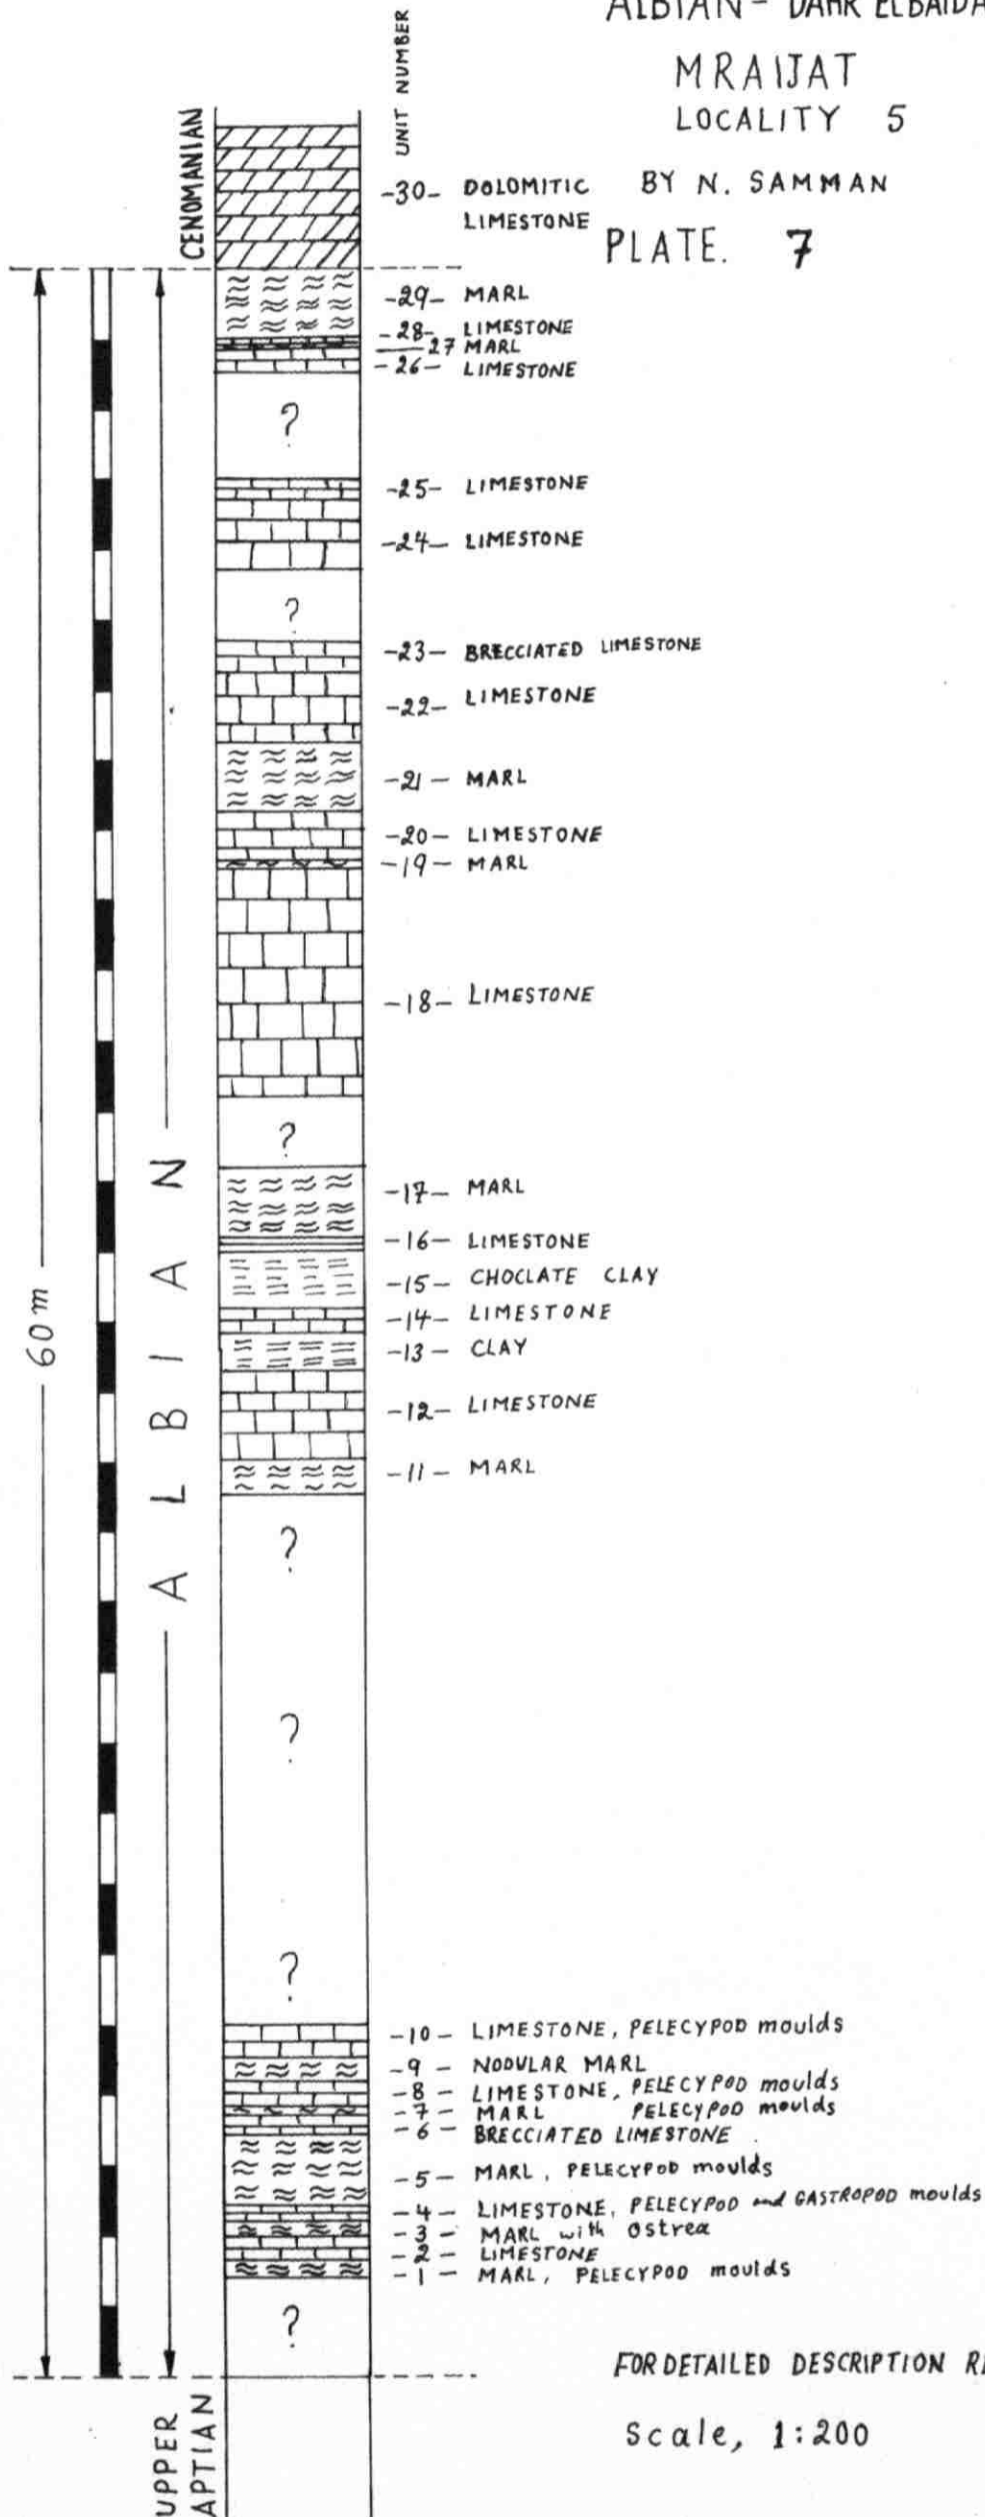 ALBIAN - DAHR ELBAIDA
MRAIJAT
LOCALITY 5
BY N. SAMMAN
PLATE. 7
UNIT NUMBER
CENOMANIAN
-30- DOLOMITIC LIMESTONE
-29- MARL
-28- LIMESTONE
27 MARL
-26- LIMESTONE
?
-25- LIMESTONE
-24- LIMESTONE
?
-23- BRECCIATED LIMESTONE
-22- LIMESTONE
-21- MARL
-20- LIMESTONE
-19- MARL
-18- LIMESTONE
?
-17- MARL
-16- LIMESTONE
-15- CHOCLATE CLAY
-14- LIMESTONE
-13- CLAY
-12- LIMESTONE
-11- MARL
60m
ALBIAN
?
?
?
-10- LIMESTONE, PELECYPOD moulds
-9- NODULAR MARL
-8- LIMESTONE, PELECYPOD moulds
-7- MARL PELECYPOD moulds
-6- BRECCIATED LIMESTONE
-5- MARL, PELECYPOD moulds
-4- LIMESTONE, PELECYPOD and GASTROPOD moulds
-3- MARL with Ostrea
-2- LIMESTONE
-1- MARL, PELECYPOD moulds
?
UPPER
APTIAN
FOR DETAILED DESCRIPTION
Scale, 1:200